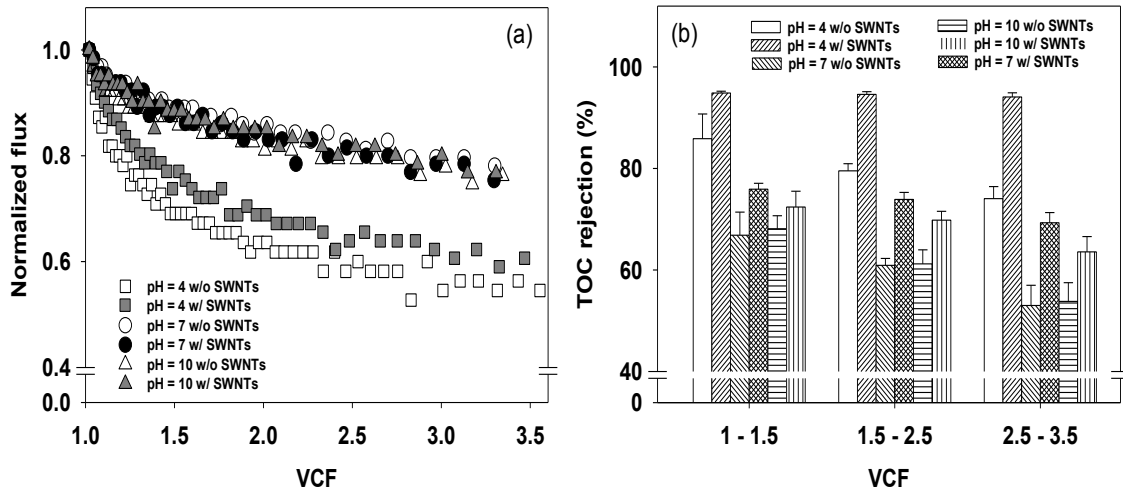 (a)
Normalized flux
1.0
0.8
0.6
0.4
0.0
pH = 4 w/o SWNTs
pH = 4 w/ SWNTs
pH = 7 w/o SWNTs
pH = 7 w/ SWNTs
pH = 10 w/o SWNTs
pH = 10 w/ SWNTs
1.0 1.5 2.0 2.5 3.0 3.5
VCF
(b)
pH = 4 w/o SWNTs
pH = 4 w/ SWNTs
pH = 7 w/o SWNTs
pH = 10 w/o SWNTs
pH = 10 w/ SWNTs
pH = 7 w/ SWNTs
TOC rejection (%)
100
80
60
40
0
1 - 1.5 1.5 - 2.5 2.5 - 3.5
VCF